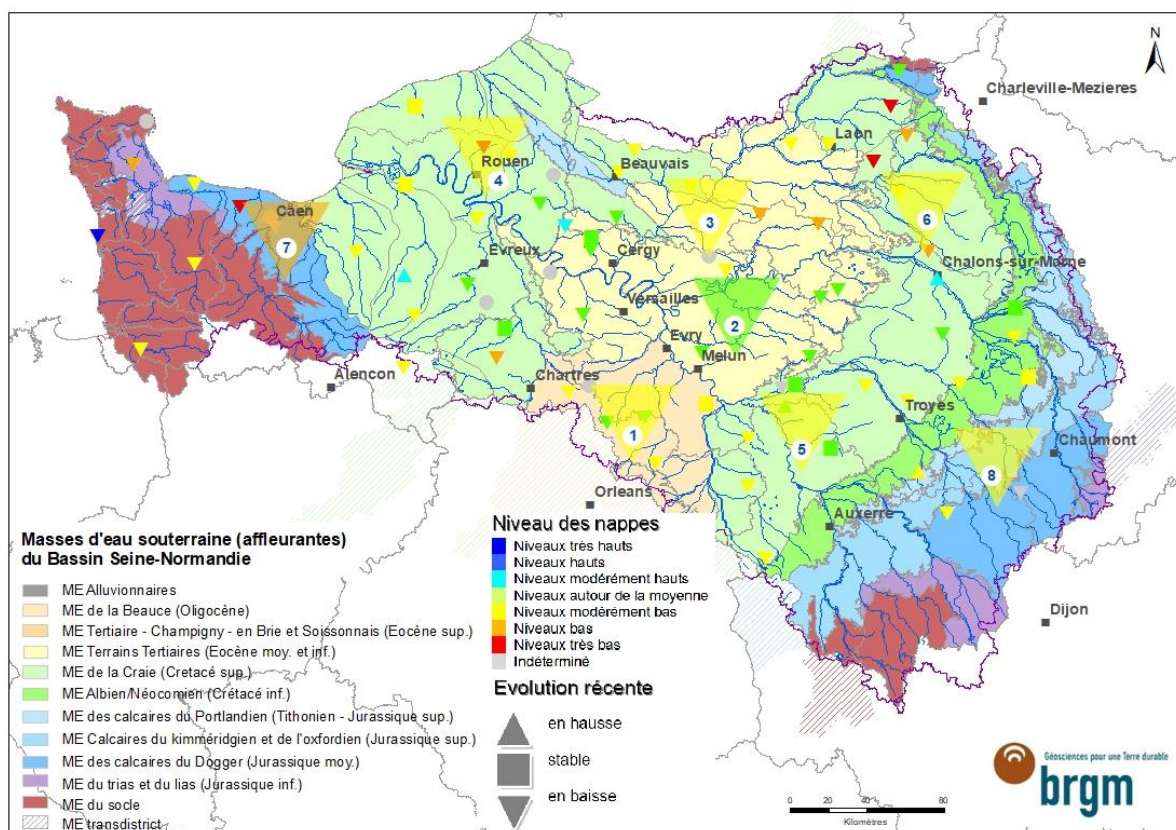 N
Charleville-Mezieres
Laon
Rouen
Beauvais
4
3
6
Caen
7
Evreux
Cergy
Chalons-sur-Marne
Versailles
2
Evry
Melun
Alencon
Chartres
1
Troyes
5
Chaumont
8
Orleans
Auxerre
Dijon
Masses d'eau souterraine (affleurantes)
du Bassin Seine-Normandie
ME Alluvionnaires
ME de la Beauce (Oligocène)
ME Tertiaire - Champigny - en Brie et Soissonnais (Eocène sup.)
ME Terrains Tertiaires (Eocène moy. et inf.)
ME de la Craie (Cretacé sup.)
ME Albien/Néocomien (Crétacé inf.)
ME des calcaires du Portlandien (Tithonien - Jurassique sup.)
ME Calcaires du kimméridgien et de l'oxfordien (Jurassique sup.)
ME des calcaires du Dogger (Jurassique moy.)
ME du trias et du lias (Jurassique inf.)
ME du socle
ME transdistrict
Niveau des nappes
Niveaux très hauts
Niveaux hauts
Niveaux modérément hauts
Niveaux autour de la moyenne
Niveaux modérément bas
Niveaux bas
Niveaux très bas
Indéterminé
Evolution récente
en hausse
stable
en baisse
0 20 40 60 80
Kilomètres
Géosciences pour une Terre durable
brgm